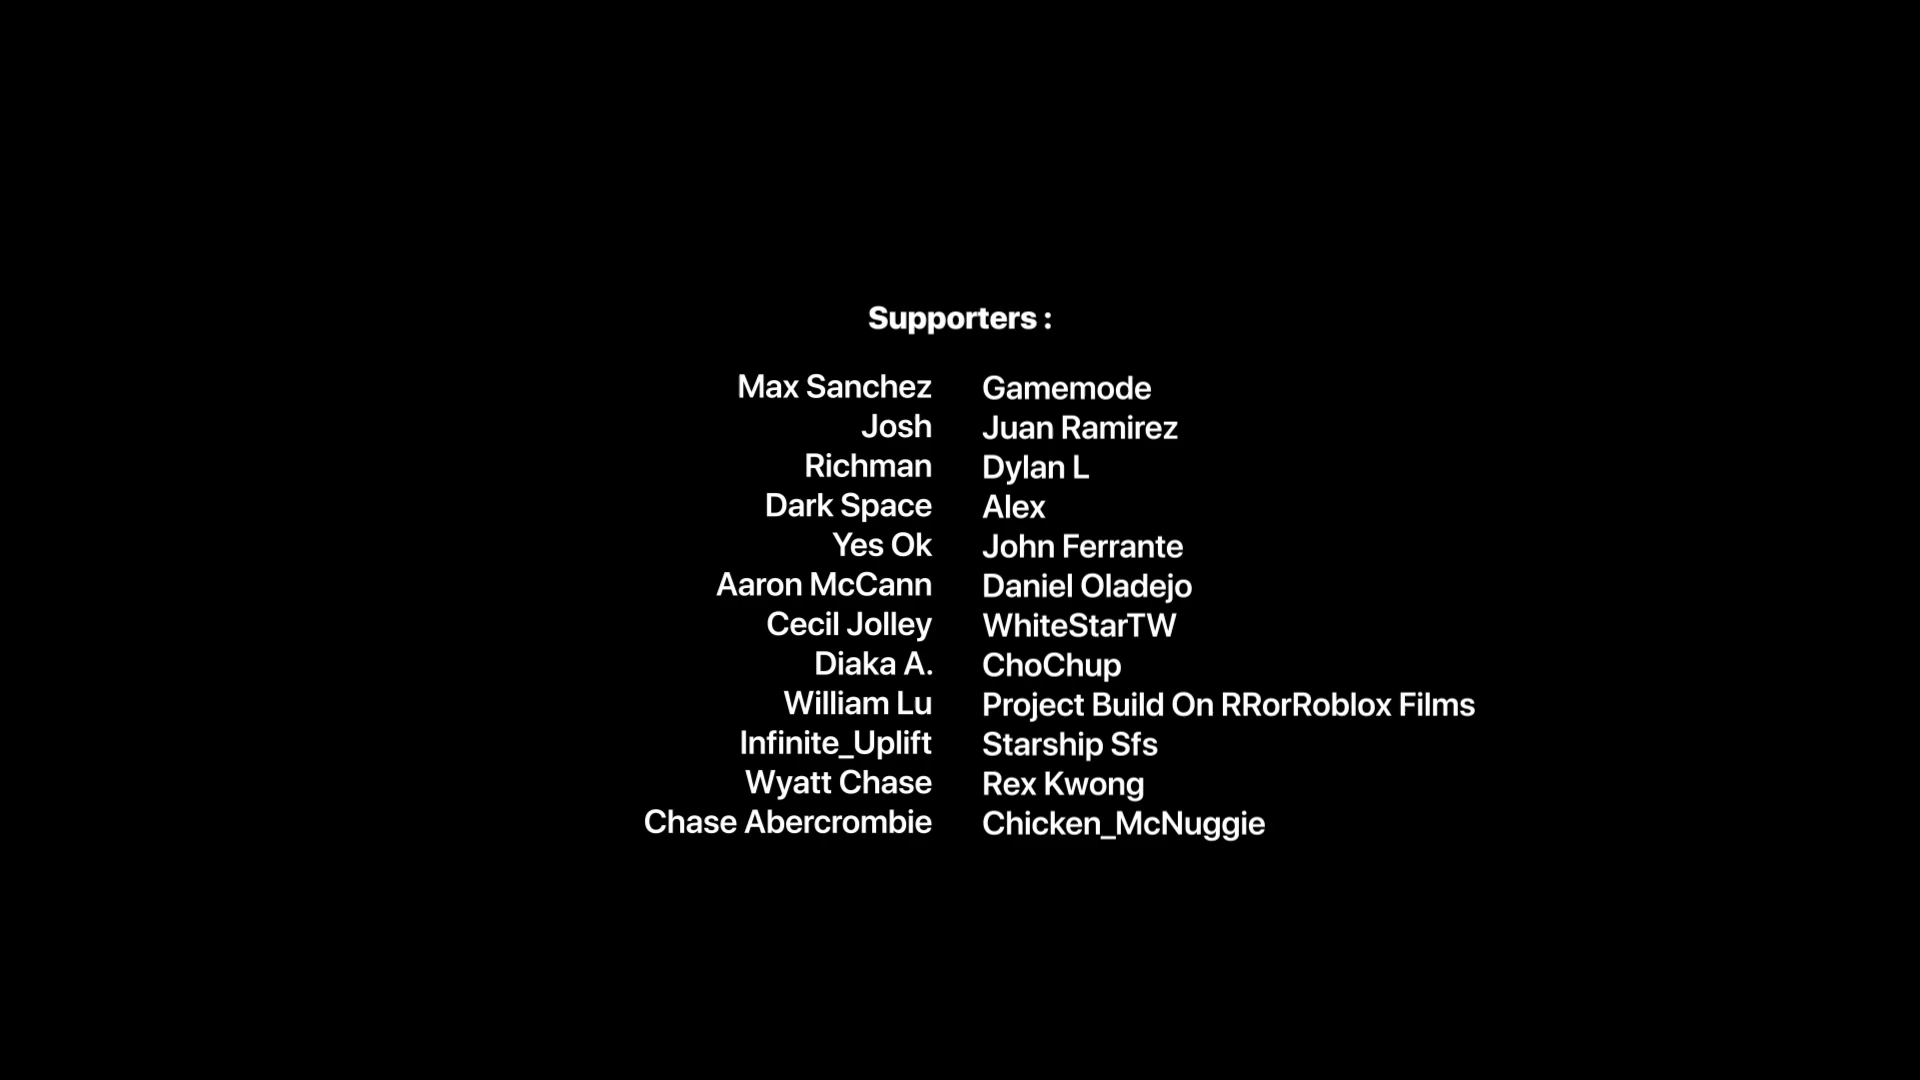 Supporters :
Max Sanchez
Josh
Richman
Dark Space
Yes Ok
Aaron McCann
Cecil Jolley
Diaka A.
William Lu
Infinite_Uplift
Wyatt Chase
Chase Abercrombie
Gamemode
Juan Ramirez
Dylan L
Alex
John Ferrante
Daniel Oladejo
WhiteStarTW
ChoChup
Project Build On RRorRoblox Films
Starship Sfs
Rex Kwong
Chicken_McNuggie